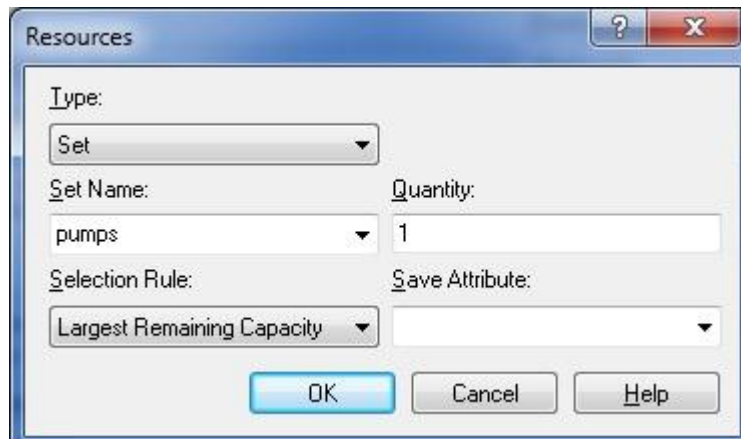 Resources
?
Type:
Set
Set Name: Quantity:
pumps 1
Selection Rule: Save Attribute:
Largest Remaining Capacity
OK Cancel Help